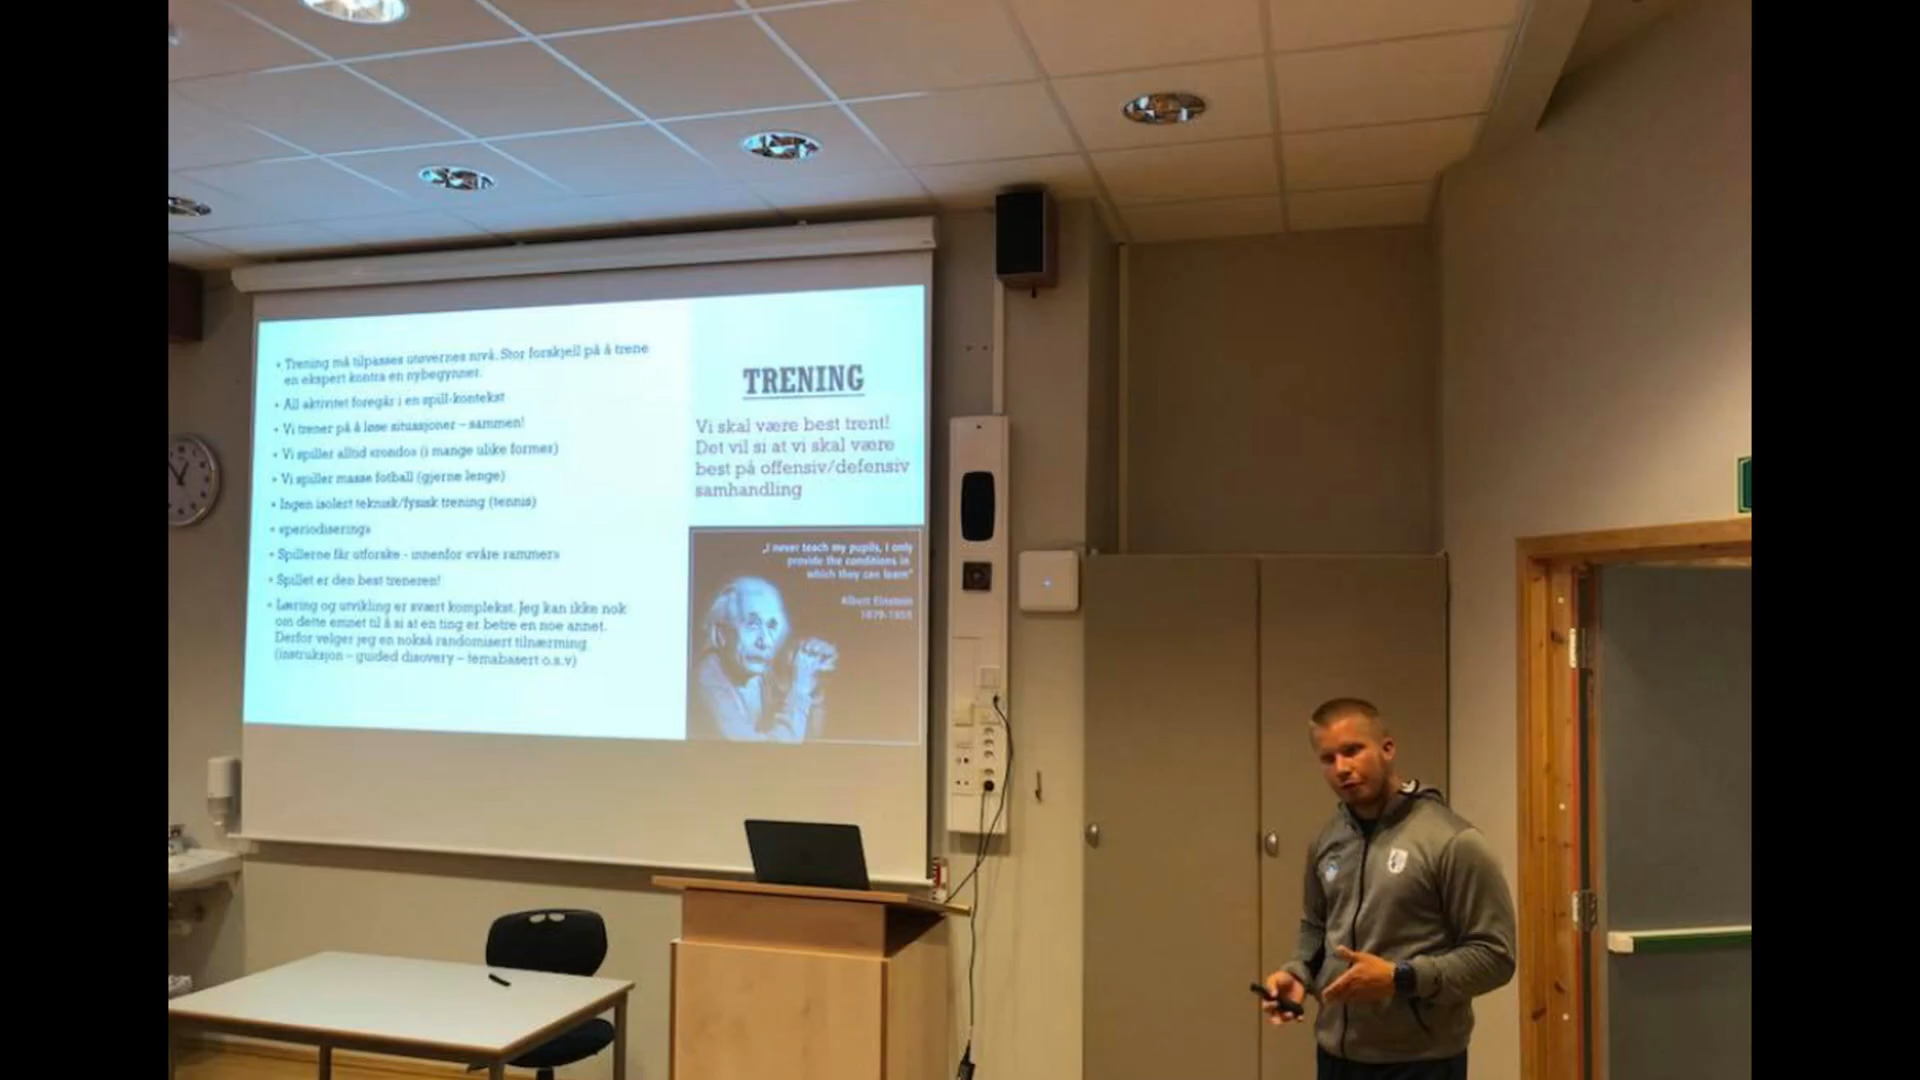 • Trening må tilpasses utøvernes nivå. Stor forskjell på å trene
en ekspert kontra en nybegynner.
• All aktivitet foregår i en spill-kontekst
• Vi trener på å løse situasjoner – sammen!
• Vi spiller alltid «rondo» (i mange ulike former)
• Vi spiller masse fotball (gjerne lenge)
• Ingen isolert teknisk/fysisk trening (tennis)
• «periodisering»
• Spillerne får utforske - innenfor «våre rammer»
• Spillet er den best treneren!
• Læring og utvikling er svært komplekst. Jeg kan ikke nok
om dette emnet til å si at en ting er betre en noe annet.
Derfor velger jeg en nokså randomisert tilnærming
(instruksjon – guided disovery – temabasert o.s.v)
TRENING
Vi skal være best trent!
Det vil si at vi skal være
best på offensiv/defensiv
samhandling
„I never teach my pupils, I only
provide the conditions in
which they can learn"
Albert Einstein
1879-1955